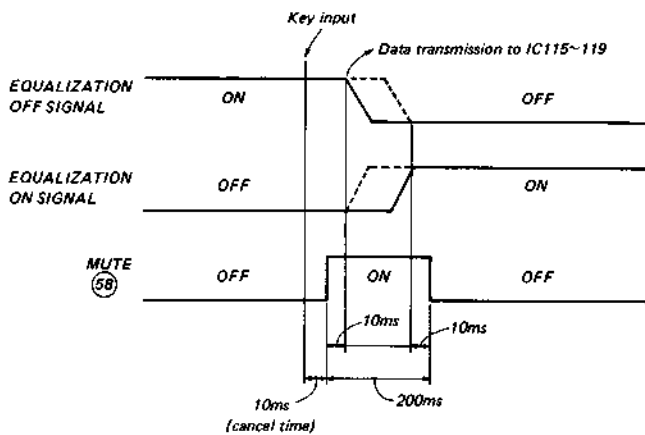 Key input
Data transmission to IC115~119
EQUALIZATION
OFF SIGNAL
ON
OFF
EQUALIZATION
ON SIGNAL
OFF
ON
MUTE
58
OFF
ON
OFF
10ms
10ms
10ms
(cancel time)
200ms